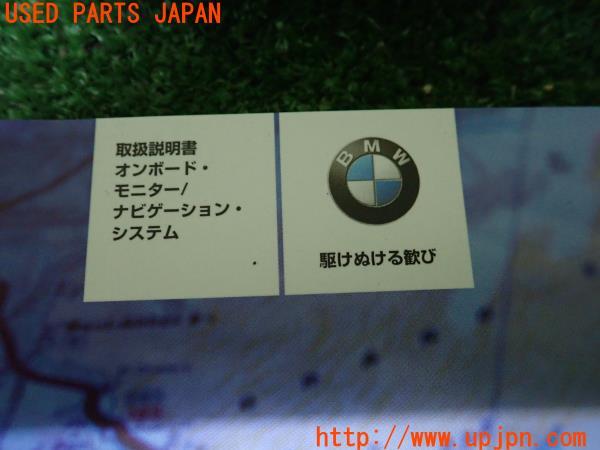 USED PARTS JAPAN
取扱説明書
オンボード・
モニター/
ナビゲーション・
システム
BMW
駆けぬける歓び
http://www.upjpn.com